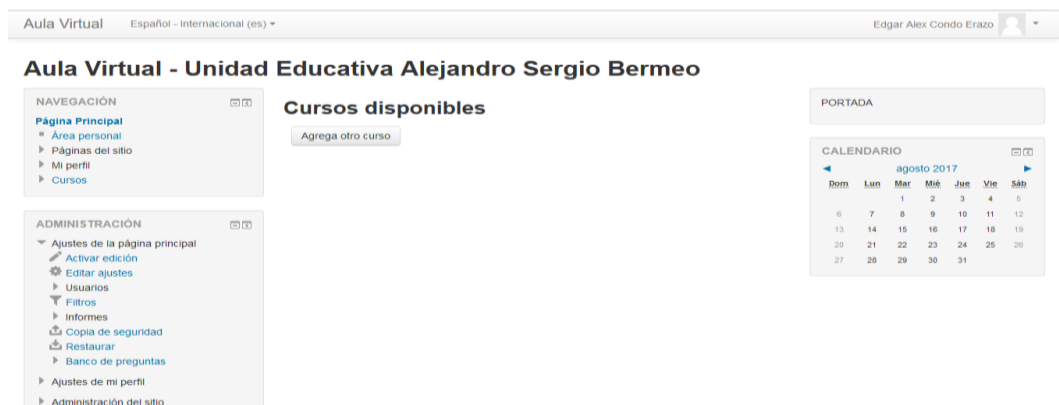 Aula Virtual Español - Internacional (es)
Edgar Alex Condo Erazo
Aula Virtual - Unidad Educativa Alejandro Sergio Bermeo
NAVEGACIÓN
Página Principal
Área personal
Páginas del sitio
Mi perfil
Cursos
ADMINISTRACIÓN
Ajustes de la página principal
Activar edición
Editar ajustes
Usuarios
Filtros
Informes
Copia de seguridad
Restaurar
Banco de preguntas
Ajustes de mi perfil
Administración del sitio
Cursos disponibles
Agrega otro curso
PORTADA
CALENDARIO
agosto 2017
Dom Lun Mar Mié Jue Vie Sáb
1 2 3 4 5
6 7 8 9 10 11 12
13 14 15 16 17 18 19
20 21 22 23 24 25 26
27 28 29 30 31